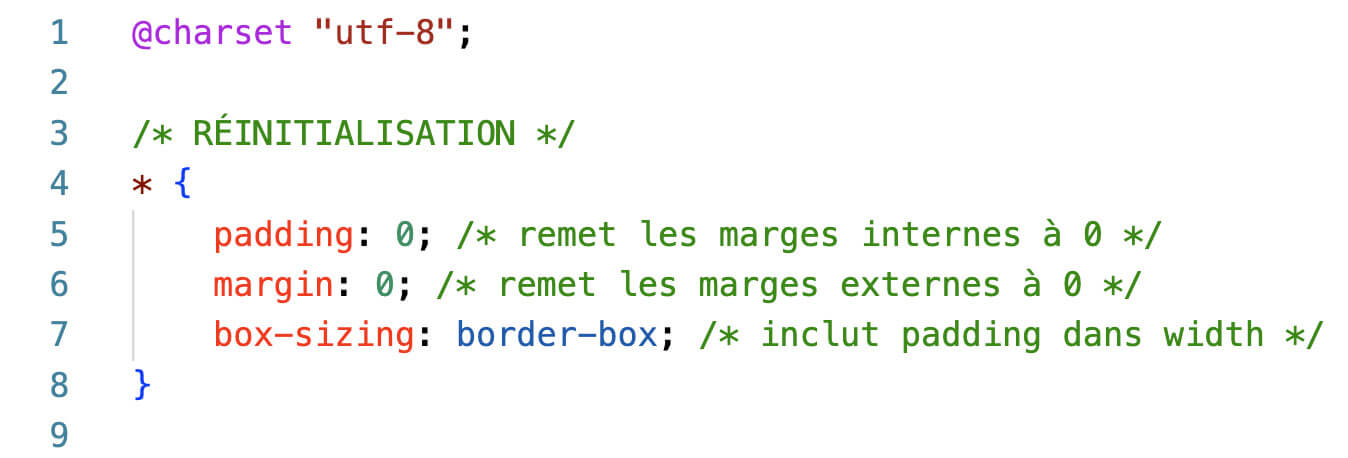 1 @charset "utf-8";
2
3 /* RÉINITIALISATION */
4 * {
5 padding: 0; /* remet les marges internes à 0 */
6 margin: 0; /* remet les marges externes à 0 */
7 box-sizing: border-box; /* inclut padding dans width */
8 }
9